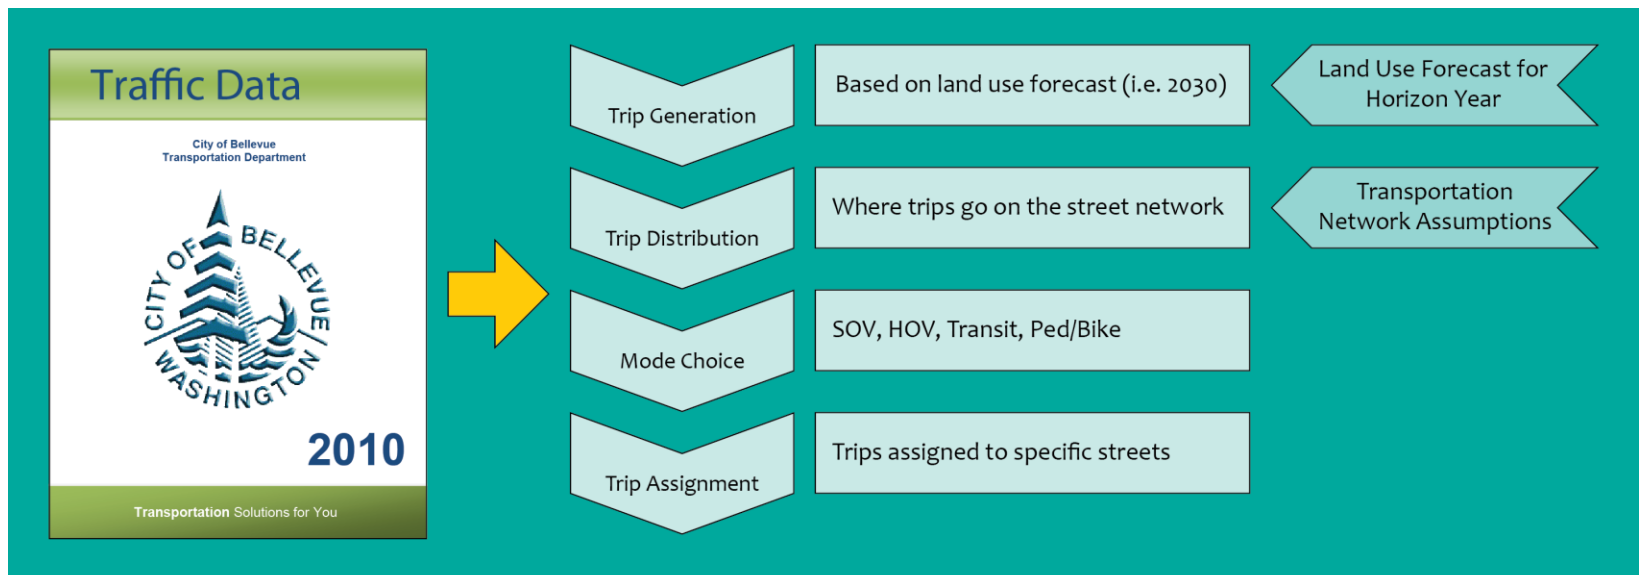 Traffic Data
City of Bellevue
Transportation Department
CITY OF BELLEVUE
WASHINGTON
2010
Transportation Solutions for You
Trip Generation
Based on land use forecast (i.e. 2030)
Land Use Forecast for
Horizon Year
Trip Distribution
Where trips go on the street network
Transportation
Network Assumptions
Mode Choice
SOV, HOV, Transit, Ped/Bike
Trip Assignment
Trips assigned to specific streets